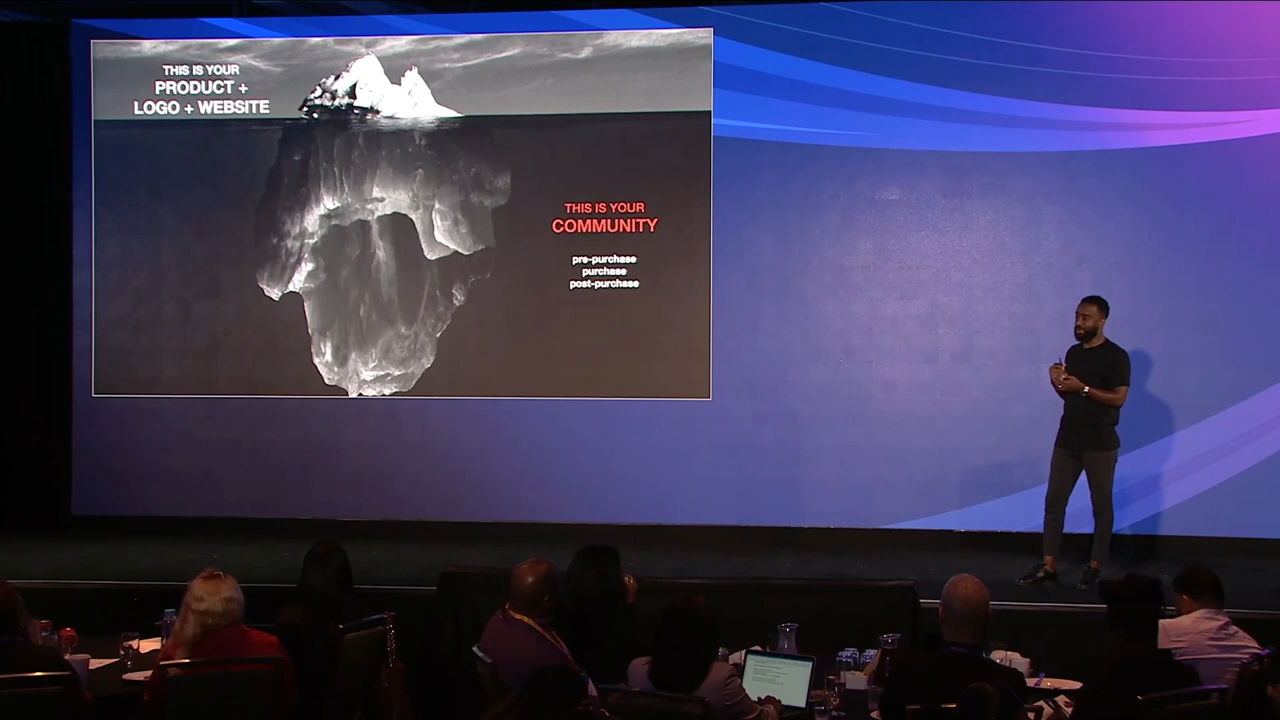 THIS IS YOUR
PRODUCT +
LOGO + WEBSITE
THIS IS YOUR
COMMUNITY
pre-purchase
purchase
post-purchase